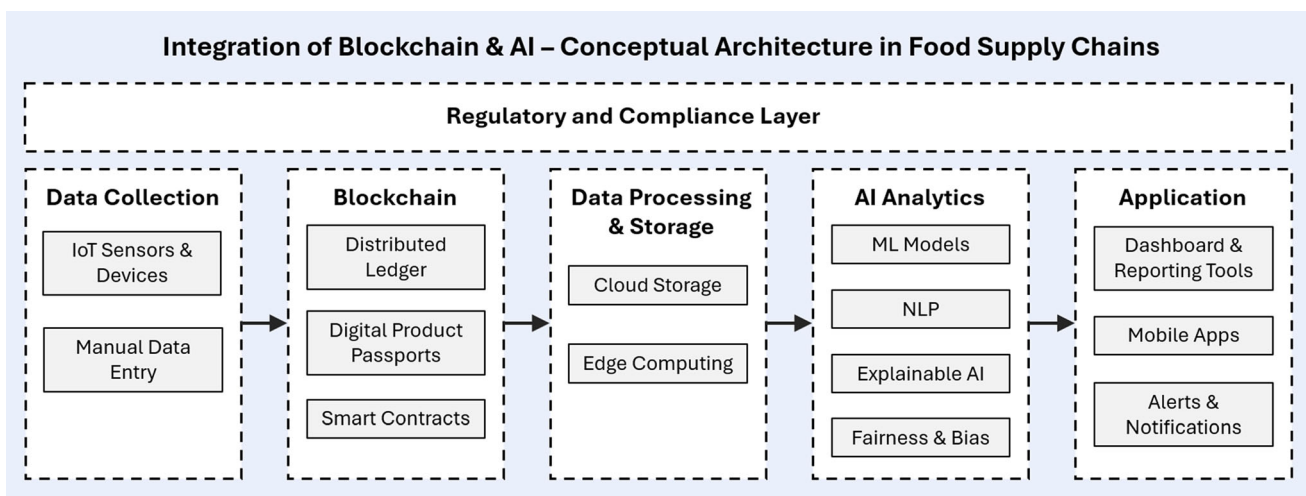 Integration of Blockchain & AI – Conceptual Architecture in Food Supply Chains
Regulatory and Compliance Layer
Data Collection
IoT Sensors &
Devices
Manual Data
Entry
Blockchain
Distributed
Ledger
Digital Product
Passports
Smart Contracts
Data Processing
& Storage
Cloud Storage
Edge Computing
AI Analytics
ML Models
NLP
Explainable AI
Fairness & Bias
Application
Dashboard &
Reporting Tools
Mobile Apps
Alerts &
Notifications